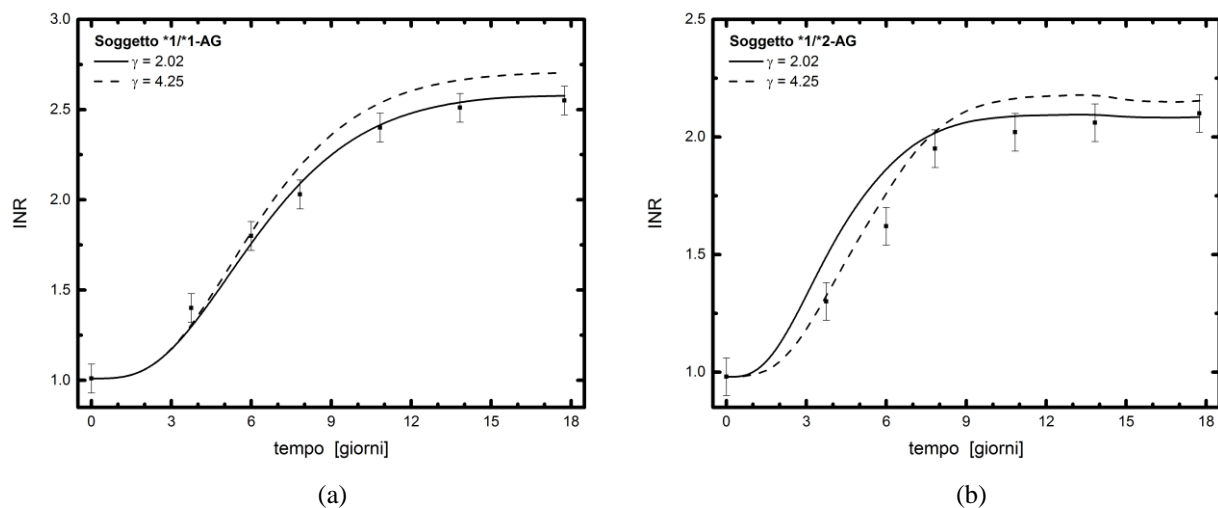 3.0
Soggetto *1/*1-AG
γ = 2.02
γ = 4.25
2.5
2.0
1.5
1.0
INR
0 3 6 9 12 15 18
tempo [giorni]
(a)
2.5
Soggetto *1/*2-AG
γ = 2.02
γ = 4.25
2.0
1.5
1.0
INR
0 3 6 9 12 15 18
tempo [giorni]
(b)